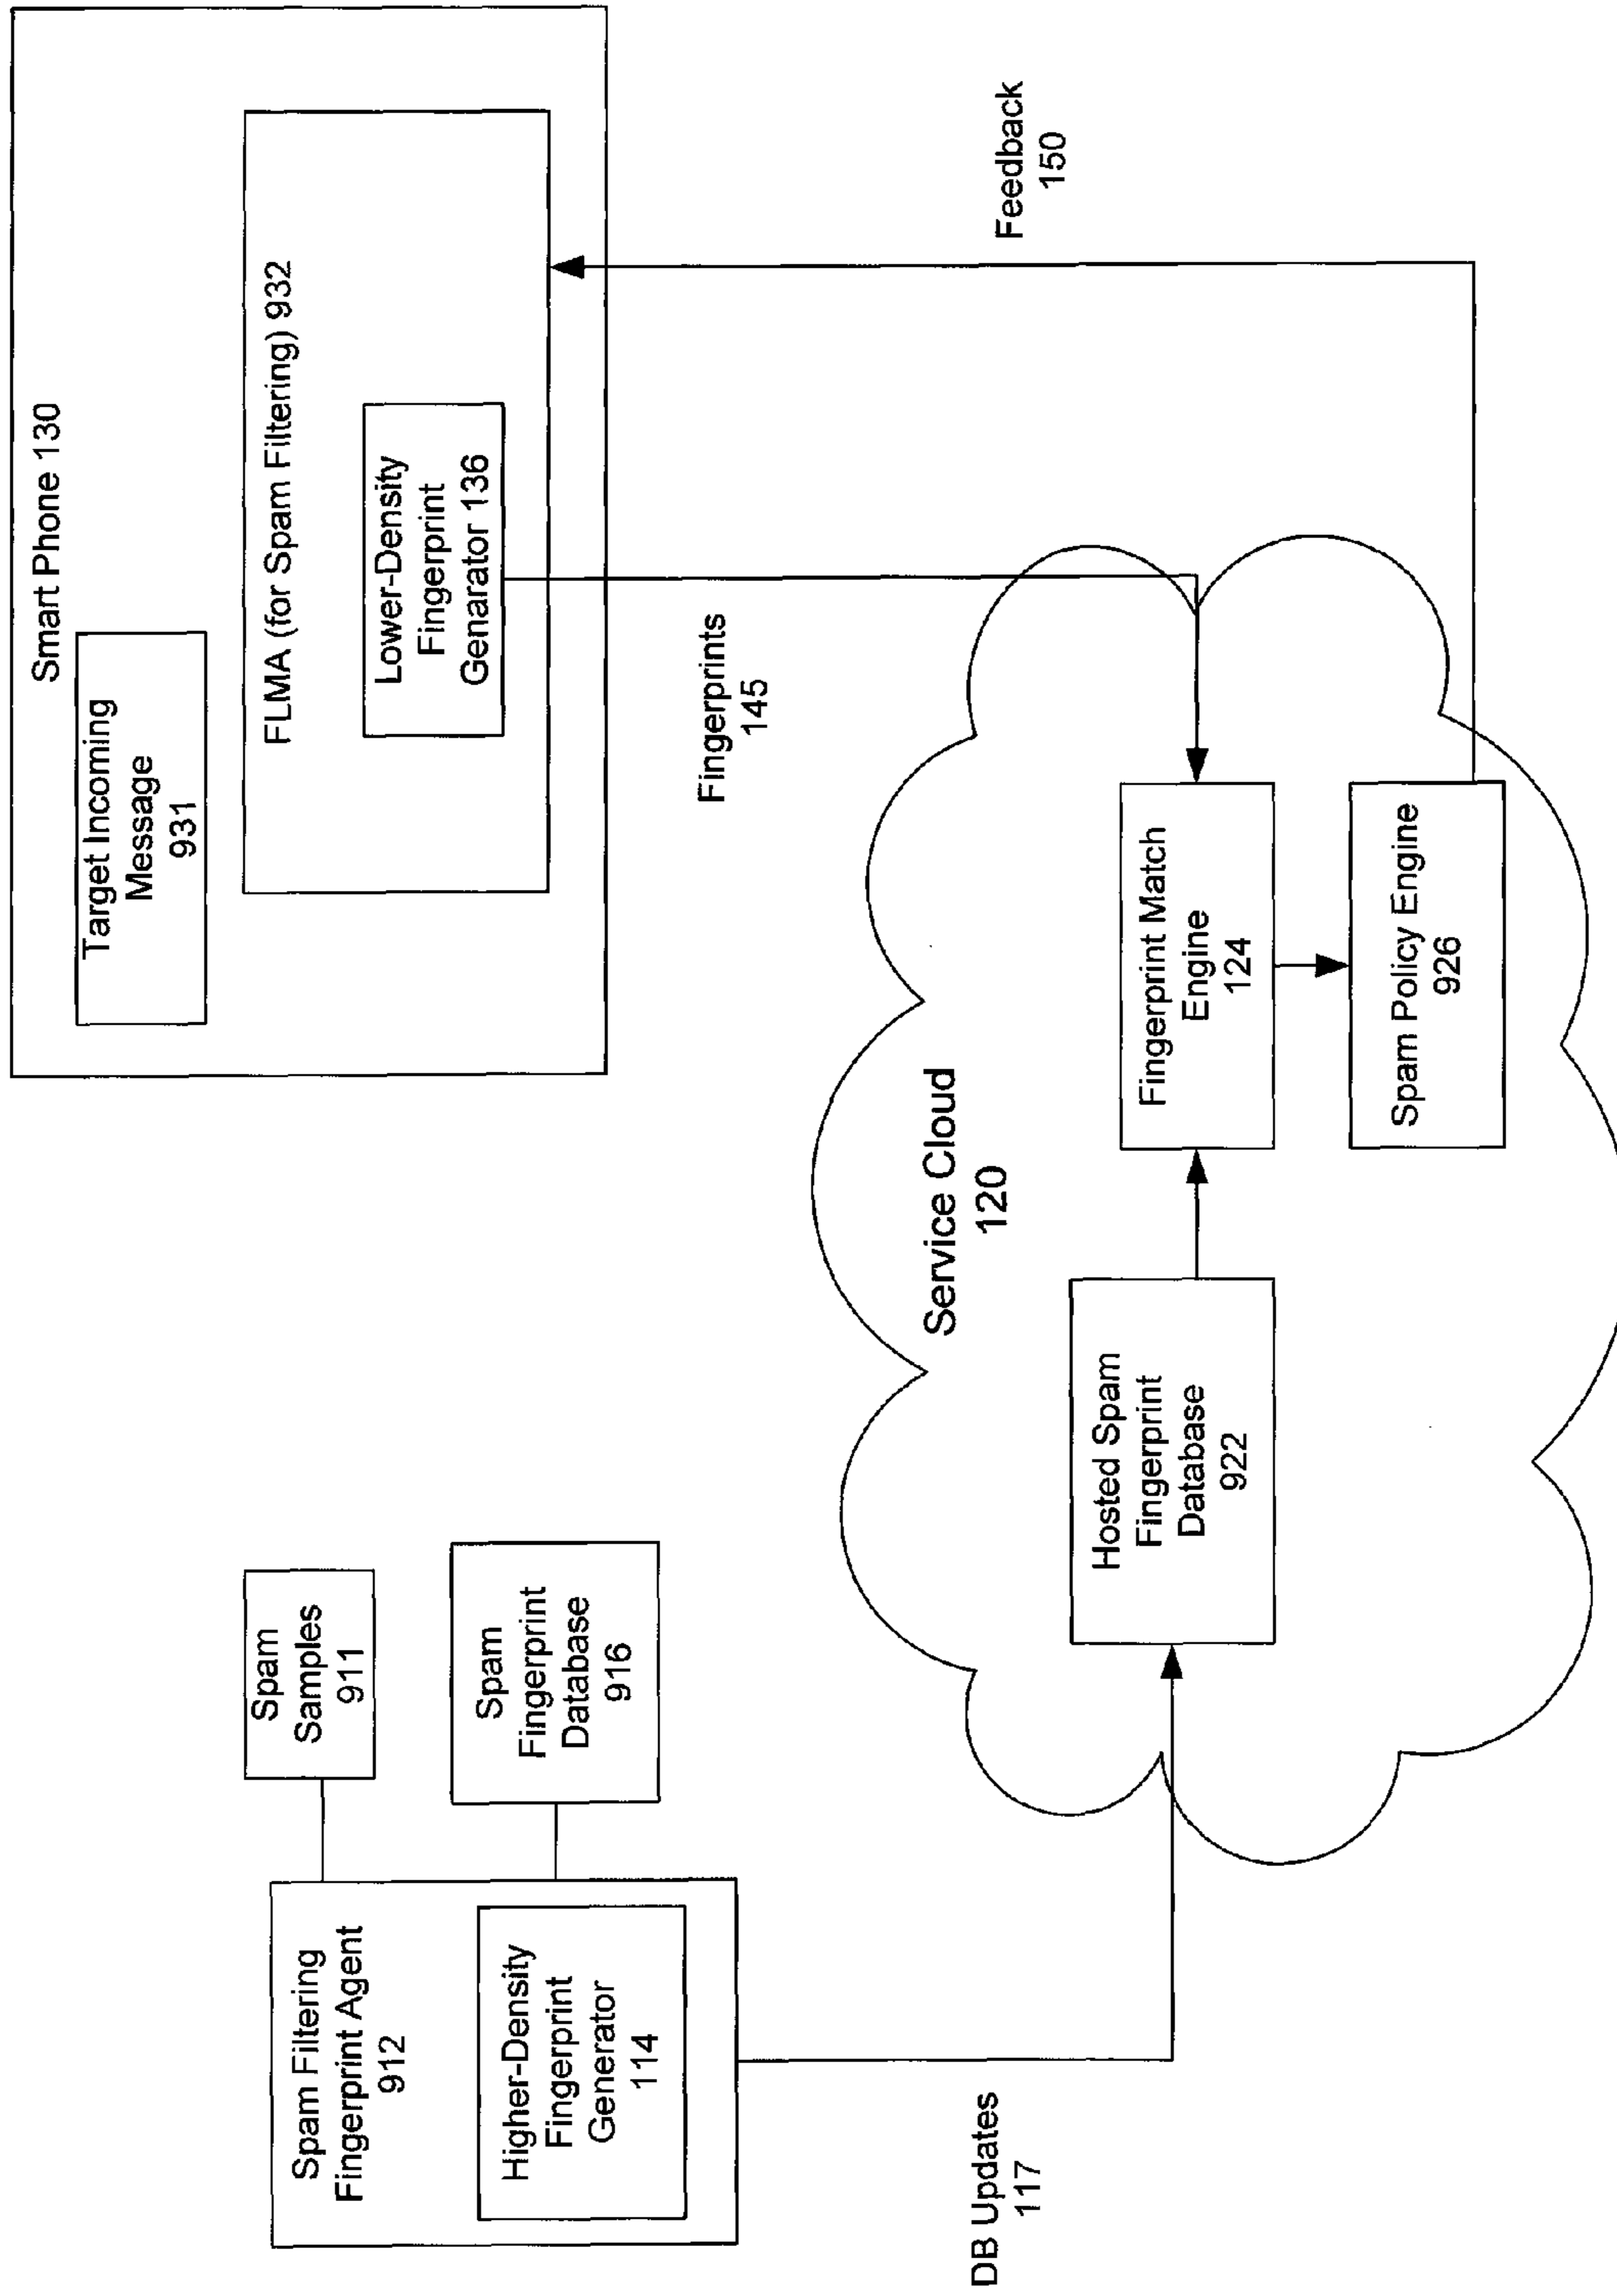 Spam Filtering
Fingerprint Agent
912
Higher-Density
Fingerprint
Generator
114
Spam
Samples
911
Spam
Fingerprint
Database
916
DB Updates
117
Smart Phone 130
Target Incoming
Message
931
FLMA (for Spam Filtering) 932
Lower-Density
Fingerprint
Genarator 136
Fingerprints
145
Feedback
150
Service Cloud
120
Hosted Spam
Fingerprint
Database
922
Fingerprint Match
Engine
124
Spam Policy Engine
926